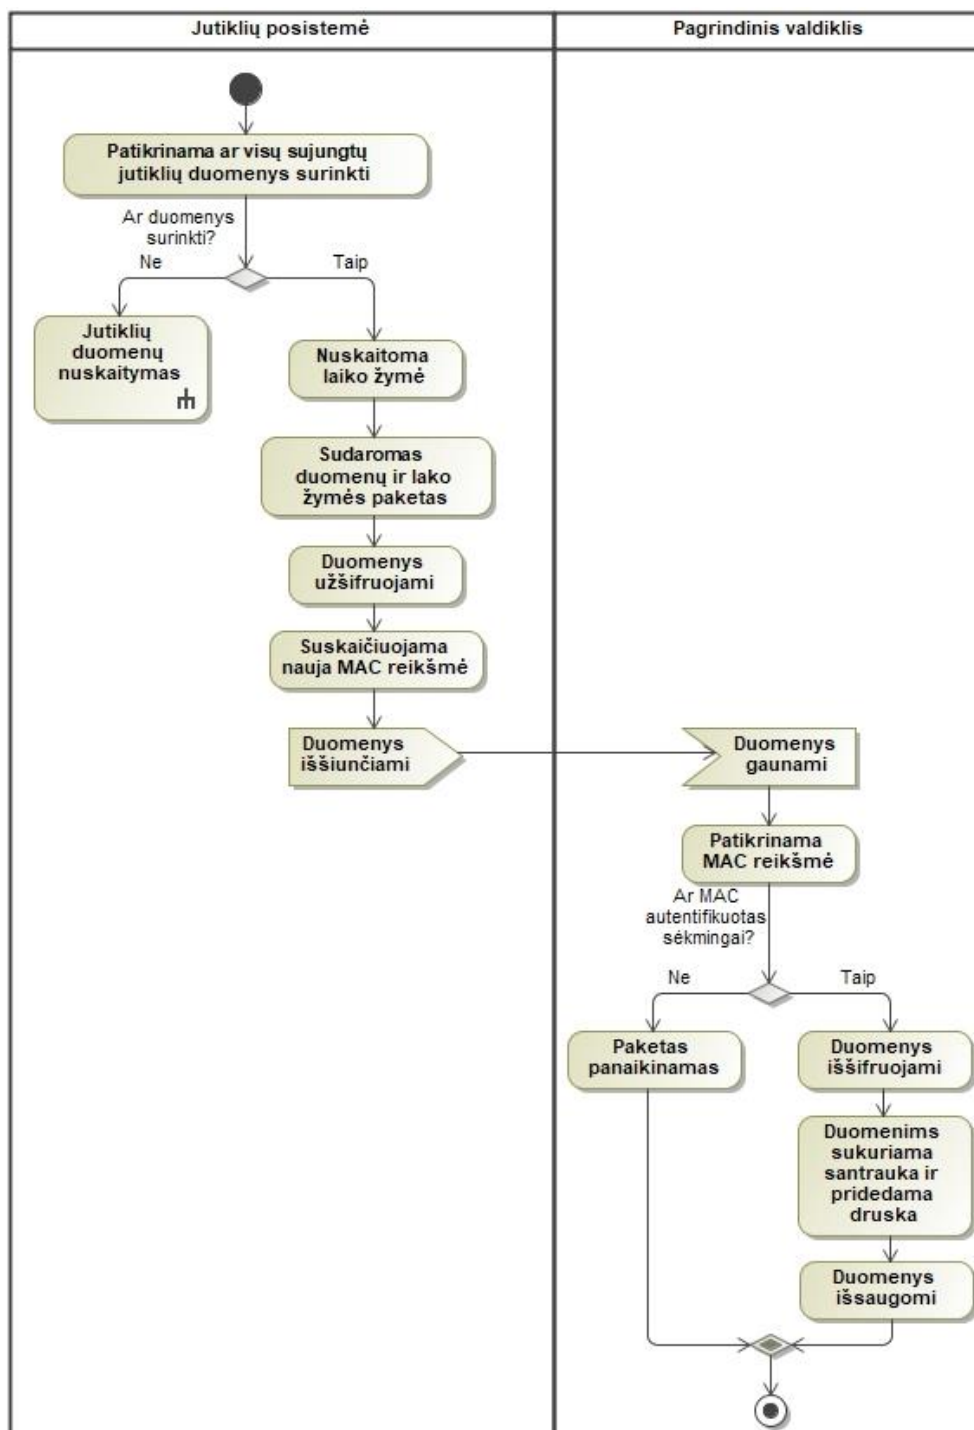 Jutiklių posistemė
Pagrindinis valdiklis
Patikrinama ar visų sujungtų
jutiklių duomenys surinkti
Ar duomenys
surinkti?
Ne
Taip
Jutiklių
duomenų
nuskaitymas
Nuskaitoma
laiko žymė
Sudaromas
duomenų ir lako
žymės paketas
Duomenys
užšifruojami
Suskaičiuojama
nauja MAC reikšmė
Duomenys
iššiunčiami
Duomenys
gaunami
Patikrinama
MAC reikšmė
Ar MAC
autentifikuotas
sėkmingai?
Ne
Taip
Paketas
panaikinamas
Duomenys
iššifruojami
Duomenims
sukuriama
santrauka ir
pridedama
druska
Duomenys
išsaugomi